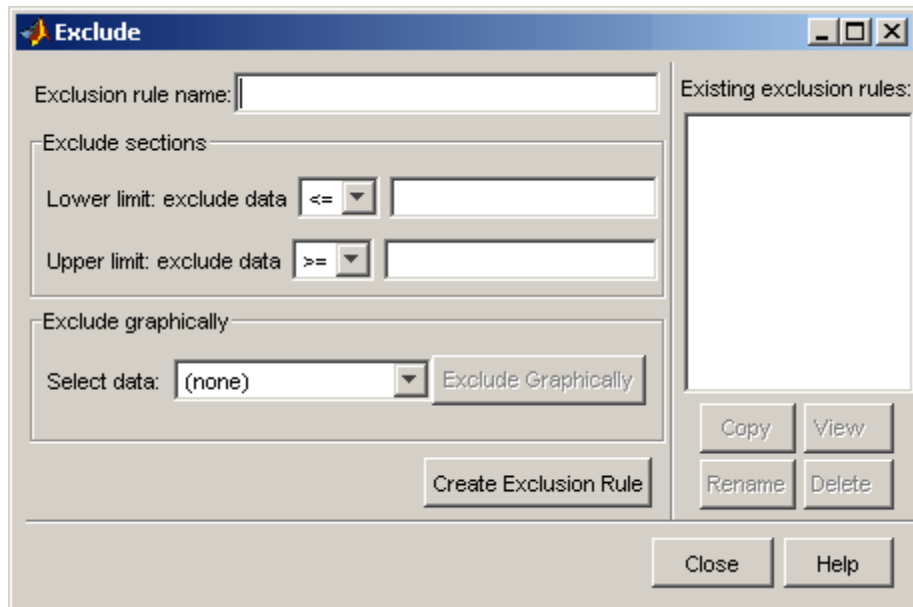 Exclude
Exclusion rule name:
Exclude sections
Lower limit: exclude data <=
Upper limit: exclude data >=
Exclude graphically
Select data: (none) Exclude Graphically
Create Exclusion Rule
Existing exclusion rules:
Copy View
Rename Delete
Close Help